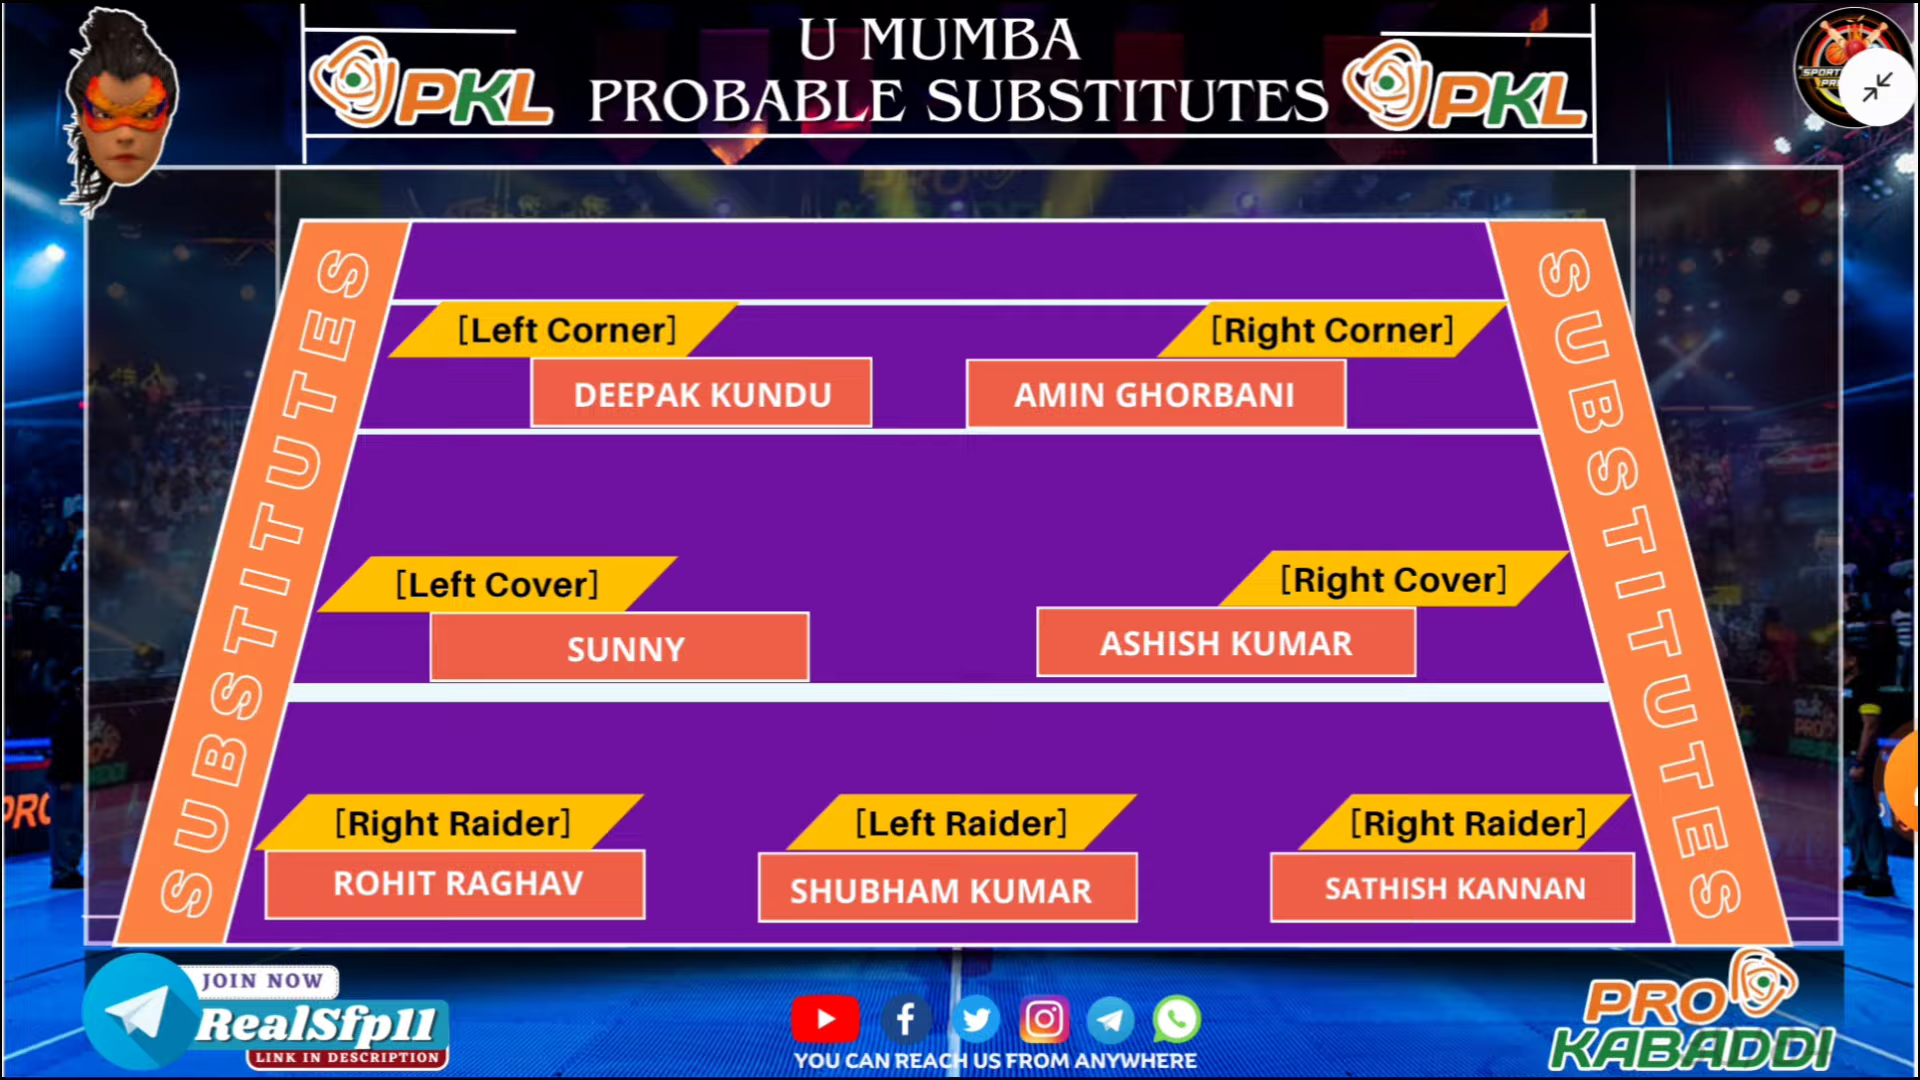 U MUMBA
PKL PROBABLE SUBSTITUTES PKL
SUBSTITUTES
SUBSTITUTES
[Left Corner] [Right Corner]
DEEPAK KUNDU AMIN GHORBANI
[Left Cover] [Right Cover]
SUNNY ASHISH KUMAR
[Right Raider] [Left Raider] [Right Raider]
ROHIT RAGHAV SHUBHAM KUMAR SATHISH KANNAN
JOIN NOW
RealSfp11
LINK IN DESCRIPTION
YOU CAN REACH US FROM ANYWHERE
PRO
KABADDI